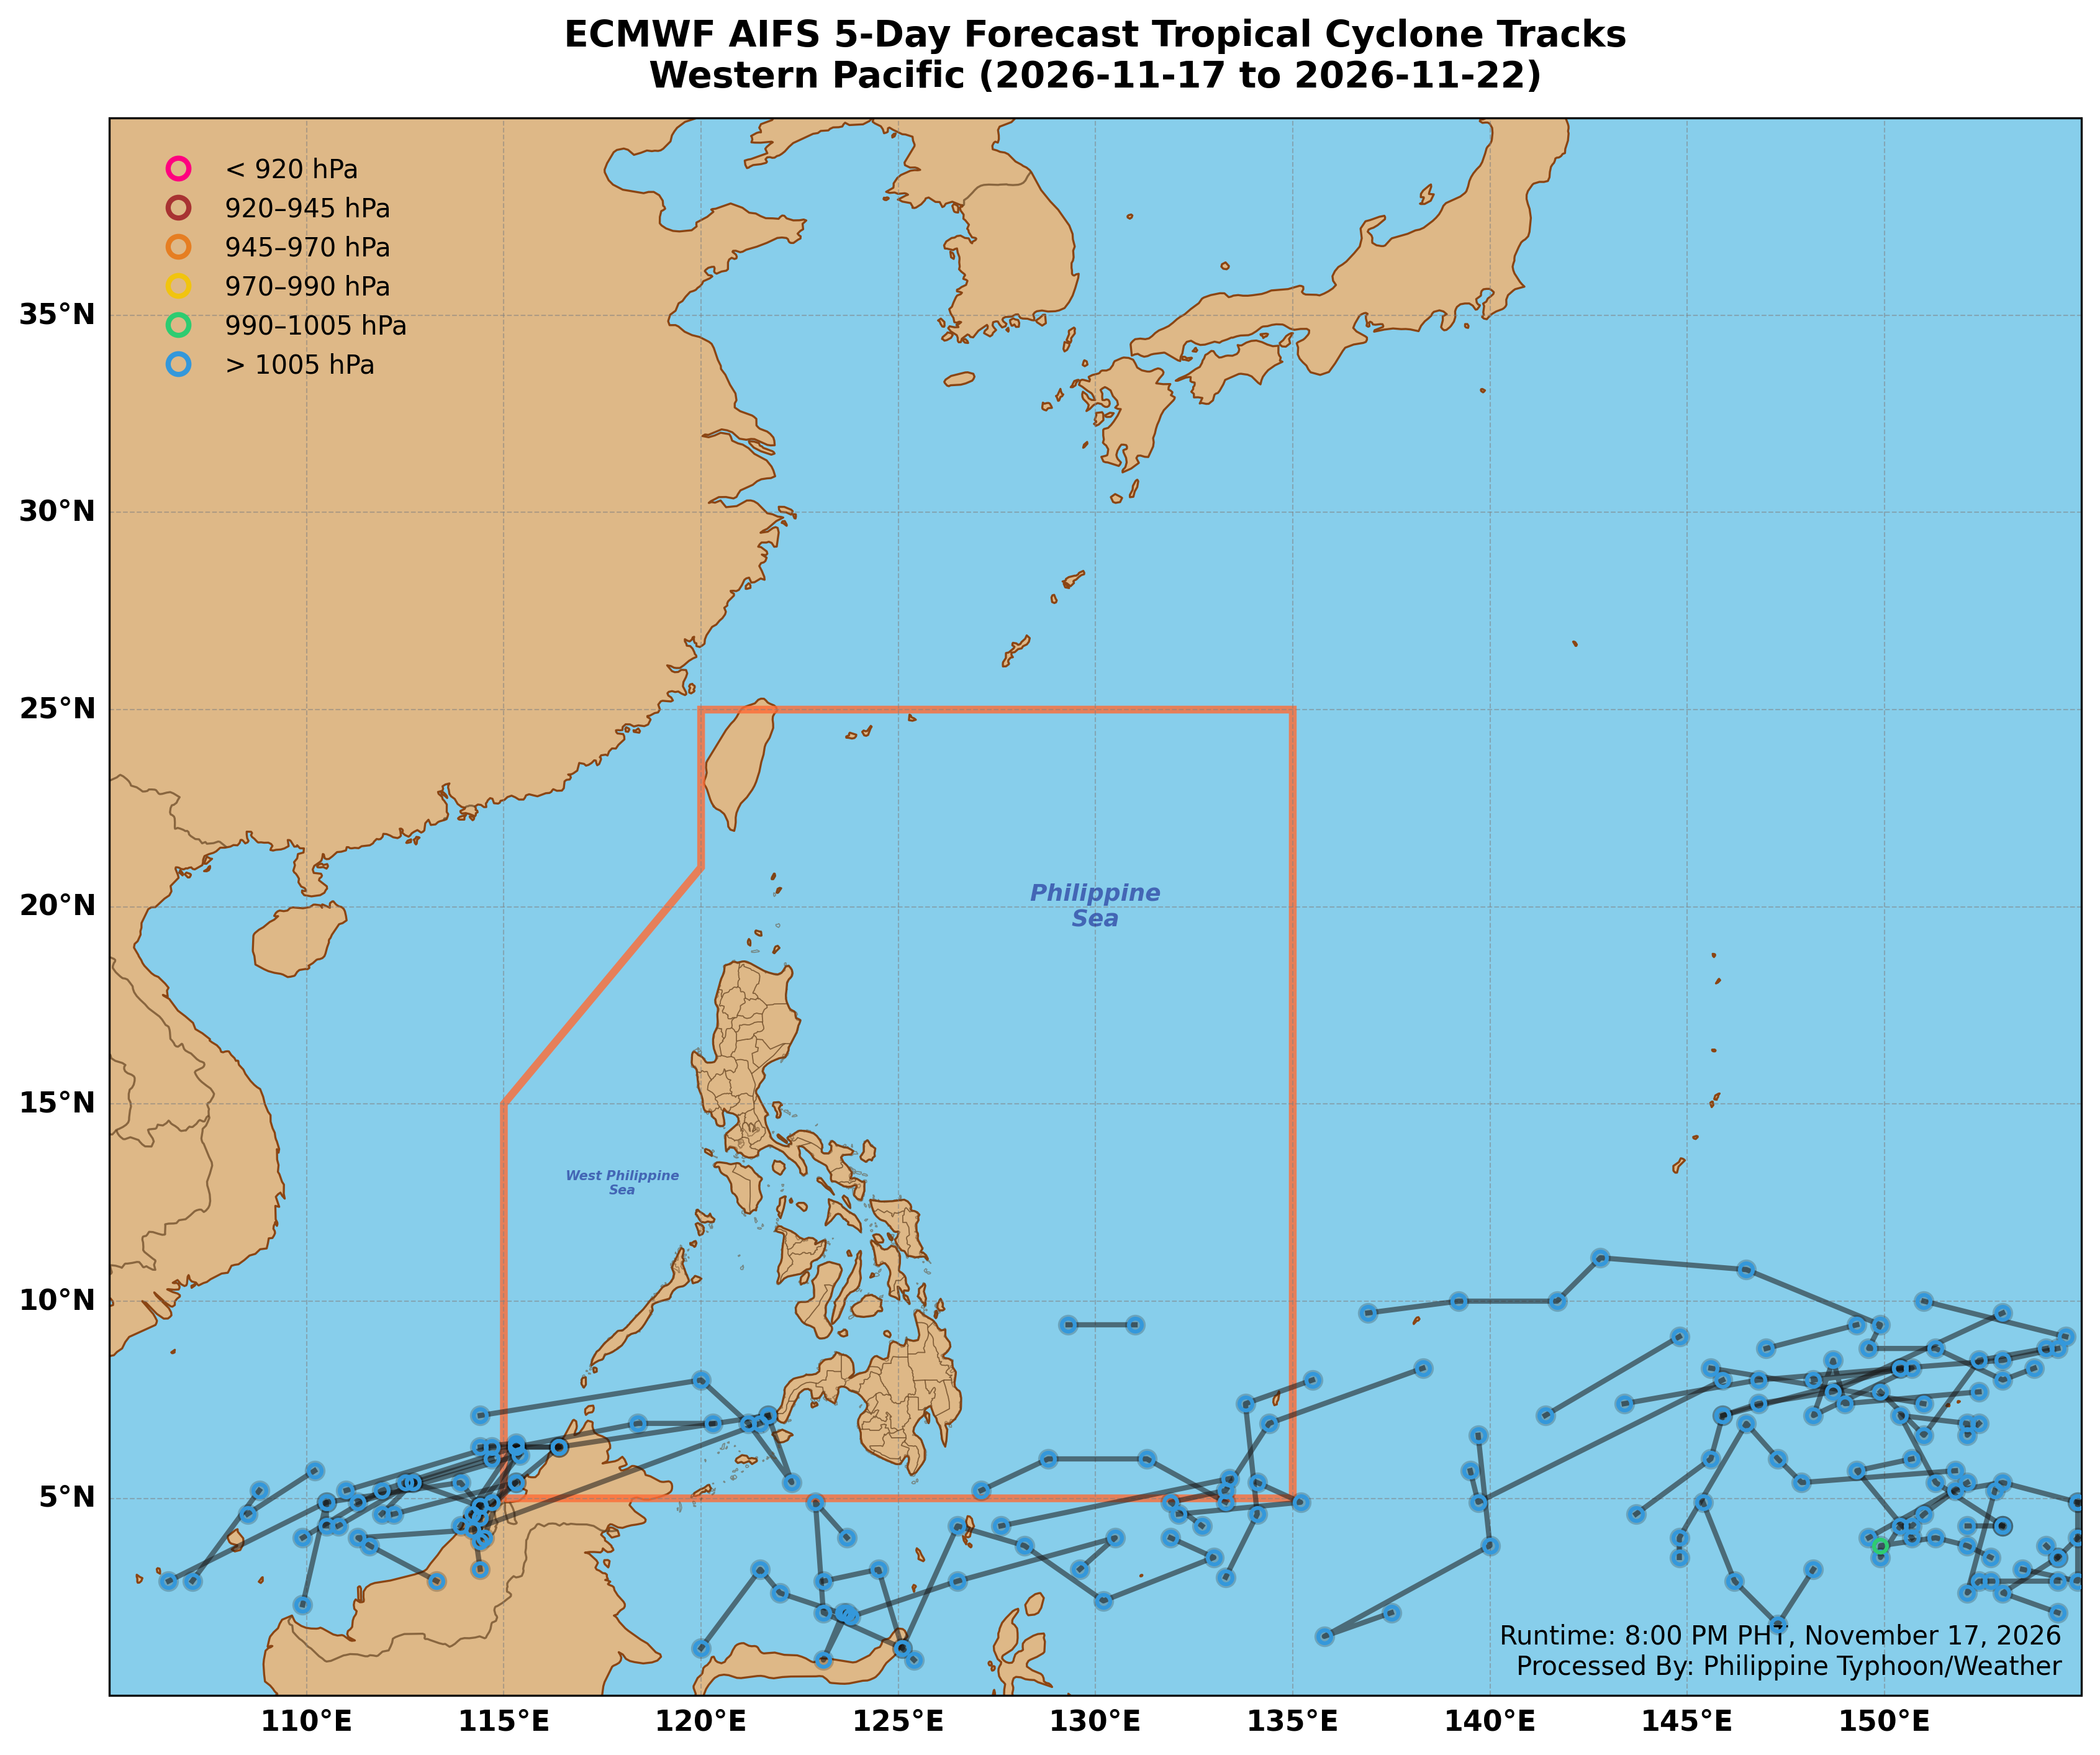 ECMWF AIFS 5-Day Forecast Tropical Cyclone Tracks
Western Pacific (2026-11-17 to 2026-11-22)
< 920 hPa
920–945 hPa
945–970 hPa
970–990 hPa
990–1005 hPa
> 1005 hPa
35°N
30°N
25°N
20°N
15°N
10°N
5°N
Philippine
Sea
West Philippine
Sea
Runtime: 8:00 PM PHT, November 17, 2026
Processed By: Philippine Typhoon/Weather
110°E
115°E
120°E
125°E
130°E
135°E
140°E
145°E
150°E